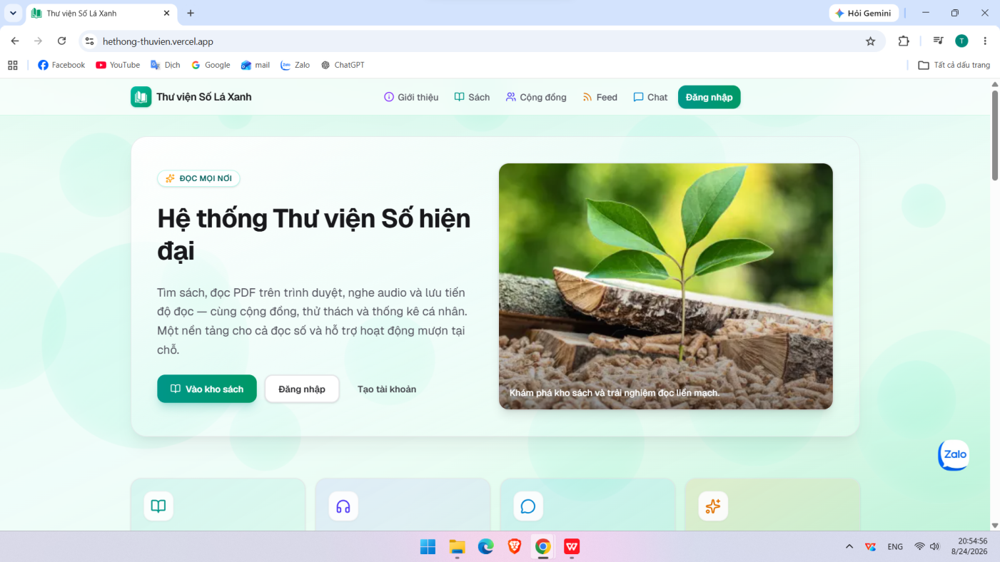 Thư viện Số Lá Xanh
Hỏi Gemini
hethong-thuvien.vercel.app
T
Facebook
YouTube
Dịch
Google
mail
Zalo
ChatGPT
Tất cả dấu trang
Thư viện Số Lá Xanh
Giới thiệu
Sách
Cộng đồng
Feed
Chat
Đăng nhập
ĐỌC MỌI NƠI
Hệ thống Thư viện Số hiện
đại
Tìm sách, đọc PDF trên trình duyệt, nghe audio và lưu tiến
độ đọc — cùng cộng đồng, thử thách và thống kê cá nhân.
Một nền tảng cho cả đọc số và hỗ trợ hoạt động mượn tại
chỗ.
Vào kho sách
Đăng nhập
Tạo tài khoản
Khám phá kho sách và trải nghiệm đọc liền mạch.
Zalo
ENG
20:54:56
8/24/2026